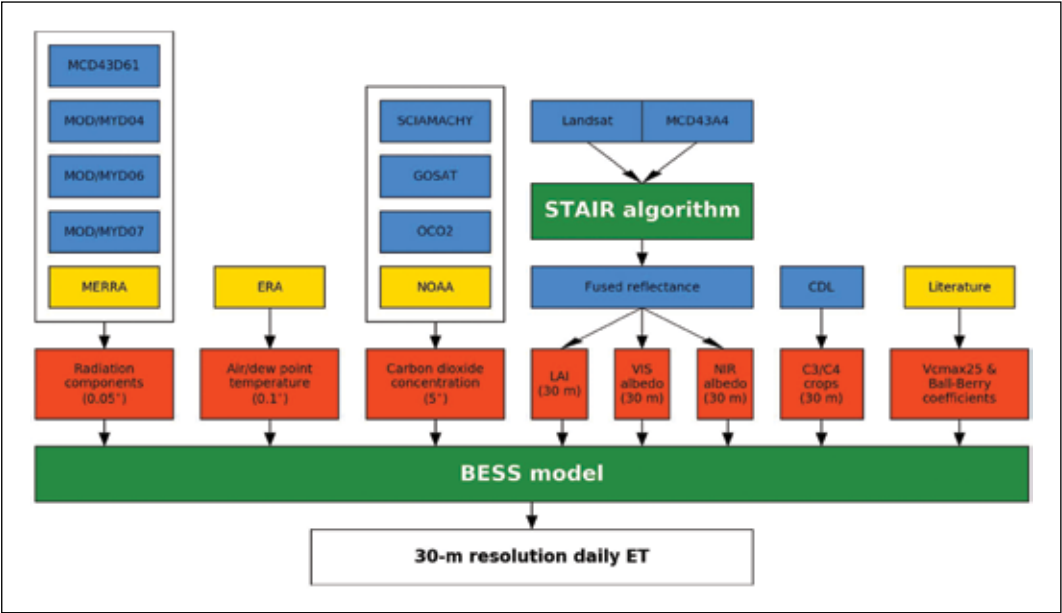 MCD43D61
MOD/MYD04
MOD/MYD06
MOD/MYD07
MERRA
ERA
SCIAMACHY
GOSAT
OCO2
NOAA
Landsat
MCD43A4
STAIR algorithm
Fused reflectance
CDL
Literature
Radiation
components
(0.05°)
Air/dew point
temperature
(0.1°)
Carbon dioxide
concentration
(5°)
LAI
(30 m)
VIS
albedo
(30 m)
NIR
albedo
(30 m)
C3/C4
crops
(30 m)
Vcmax25 &
Ball-Berry
coefficients
BESS model
30-m resolution daily ET